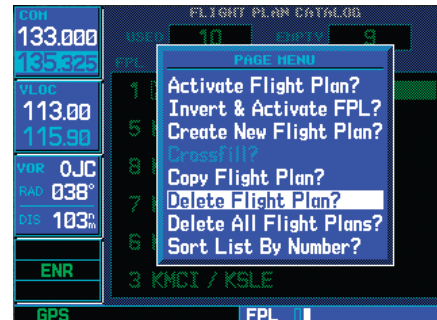 COM
133.000
135.325
VLOC
113.00
115.90
VOR OJC
RAD 038°
DIS 103nm
ENR
GPS
FLIGHT PLAN CATALOG
USED 10 EMPTY 9
FPL
PAGE MENU
Activate Flight Plan?
Invert & Activate FPL?
Create New Flight Plan?
Crossfill?
Copy Flight Plan?
Delete Flight Plan?
Delete All Flight Plans?
Sort List By Number?
1
5
8
7
6
3 KMCI / KSLE
FPL